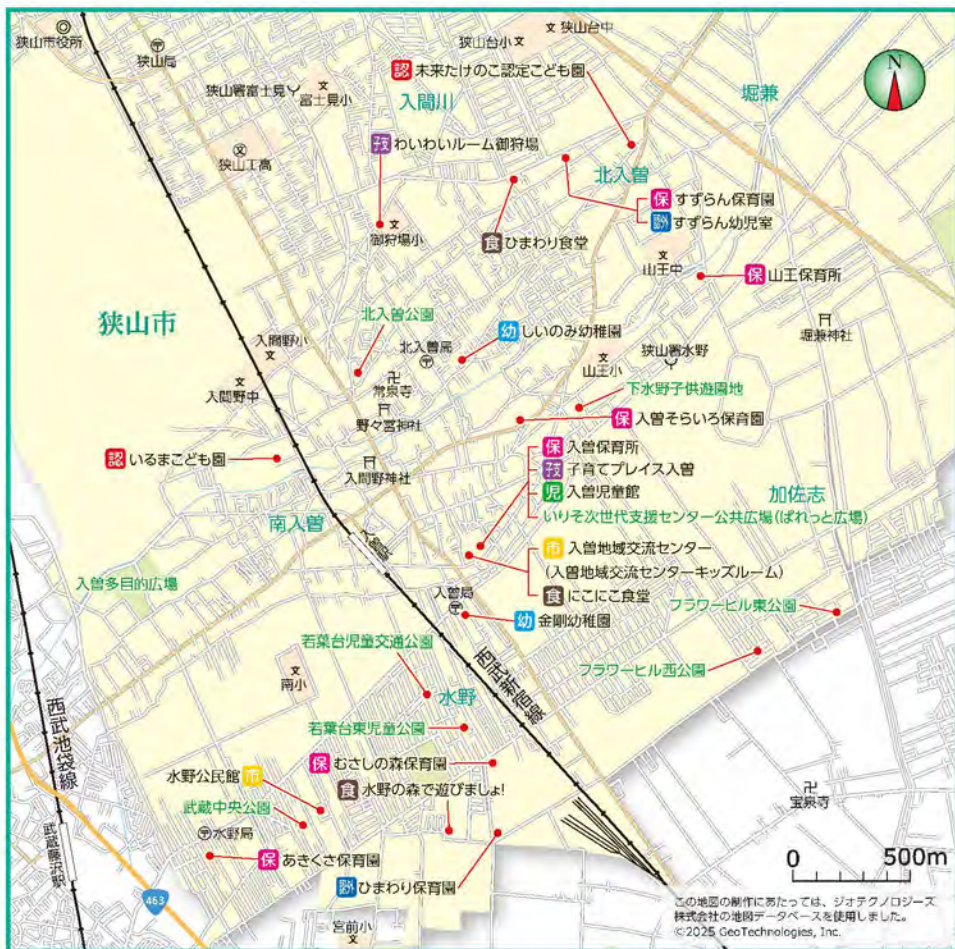 狭山市役所
狭山局
狭山台小
狭山台中
認 未来たけのこ認定こども園
N
狭山署富士見
富士見小
入間川
堀兼
狭山工高
子支 わいわいルーム御狩場
北入曽
保 すずらん保育園
すずらん幼児室
御狩場小
食 ひまわり食堂
山王中
保 山王保育所
狭山市
北入曽公園
入間野小
北入曽局
幼 しいのみ幼稚園
狭山署水野
堀兼神社
山王小
入間野中
常泉寺
下水野子供遊園地
野々宮神社
保 入曽そらいろ保育園
認 いるまこども園
入間野神社
保 入曽保育所
子支 子育てプレイス入曽
児 入曽児童館
加佐志
いりそ次世代支援センター公共広場(ぱれっと広場)
南入曽
入曽駅
市 入曽地域交流センター
(入曽地域交流センターキッズルーム)
食 にこにこ食堂
入曽多目的広場
入曽局
幼 金剛幼稚園
フラワーヒル東公園
若葉台児童交通公園
フラワーヒル西公園
南小
水野
西武新宿線
西武池袋線
若葉台東児童公園
保 むさしの森保育園
水野公民館 市
食 水野の森で遊びましょ!
宝泉寺
武蔵中央公園
水野局
武蔵藤沢駅
保 あきくさ保育園
0 500m
ひまわり保育園
463
宮前小
この地図の制作にあたっては、ジオテクノロジーズ
株式会社の地図データベースを使用しました。
©2025 GeoTechnologies, Inc.